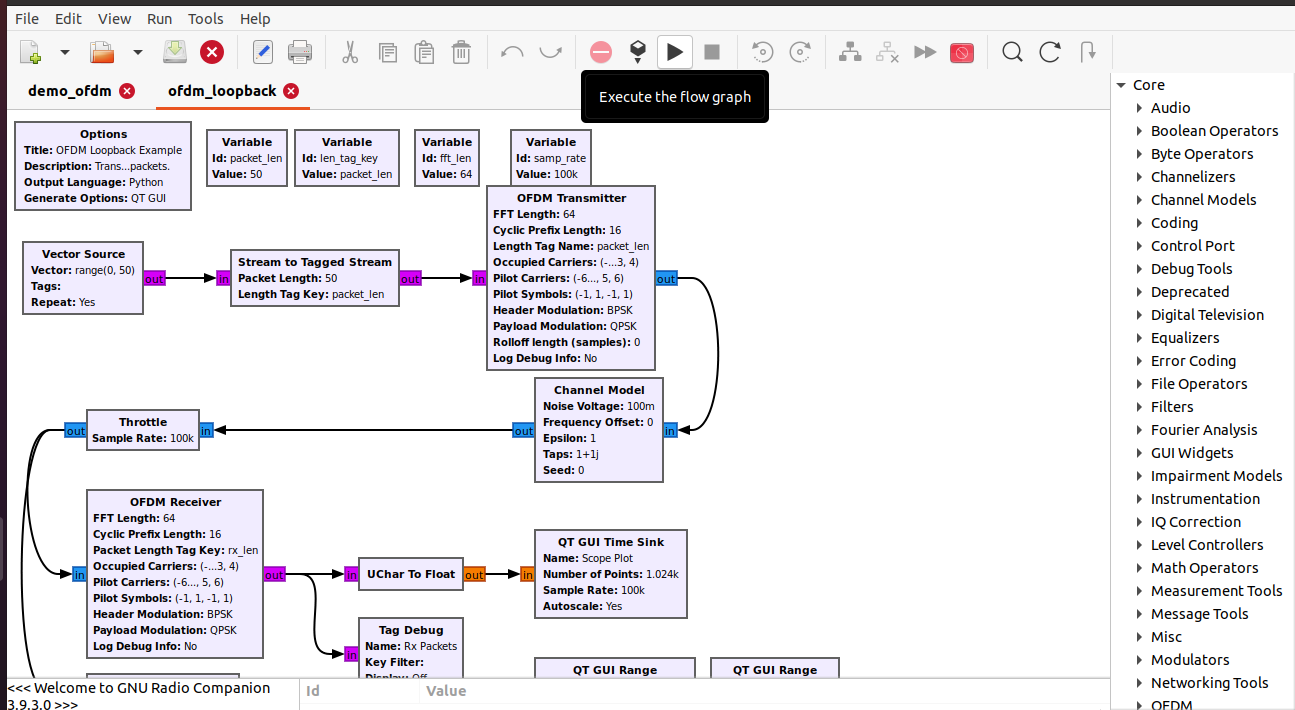 File Edit View Run Tools Help
demo_ofdm ofdm_loopback
Execute the flow graph
Options
Title: OFDM Loopback Example
Description: Trans...packets.
Output Language: Python
Generate Options: QT GUI
Variable
Id: packet_len
Value: 50
Variable
Id: len_tag_key
Value: packet_len
Variable
Id: fft_len
Value: 64
Variable
Id: samp_rate
Value: 100k
Vector Source
Vector: range(0, 50)
Tags:
Repeat: Yes
out
in
Stream to Tagged Stream
Packet Length: 50
Length Tag Key: packet_len
out
in
OFDM Transmitter
FFT Length: 64
Cyclic Prefix Length: 16
Length Tag Name: packet_len
Occupied Carriers: (-...3, 4)
Pilot Carriers: (-6..., 5, 6)
Pilot Symbols: (-1, 1, -1, 1)
Header Modulation: BPSK
Payload Modulation: QPSK
Rolloff length (samples): 0
Log Debug Info: No
out
Channel Model
Noise Voltage: 100m
Frequency Offset: 0
Epsilon: 1
Taps: 1+1j
Seed: 0
in
out
Throttle
Sample Rate: 100k
in
out
OFDM Receiver
FFT Length: 64
Cyclic Prefix Length: 16
Packet Length Tag Key: rx_len
Occupied Carriers: (-...3, 4)
Pilot Carriers: (-6..., 5, 6)
Pilot Symbols: (-1, 1, -1, 1)
Header Modulation: BPSK
Payload Modulation: QPSK
Log Debug Info: No
in
out
in
UChar To Float
out
in
QT GUI Time Sink
Name: Scope Plot
Number of Points: 1.024k
Sample Rate: 100k
Autoscale: Yes
in
Tag Debug
Name: Rx Packets
Key Filter:
Display: Off
QT GUI Range
QT GUI Range
<<< Welcome to GNU Radio Companion
3.9.3.0 >>>
Id Value
Core
Audio
Boolean Operators
Byte Operators
Channelizers
Channel Models
Coding
Control Port
Debug Tools
Deprecated
Digital Television
Equalizers
Error Coding
File Operators
Filters
Fourier Analysis
GUI Widgets
Impairment Models
Instrumentation
IQ Correction
Level Controllers
Math Operators
Measurement Tools
Message Tools
Misc
Modulators
Networking Tools
OFDM